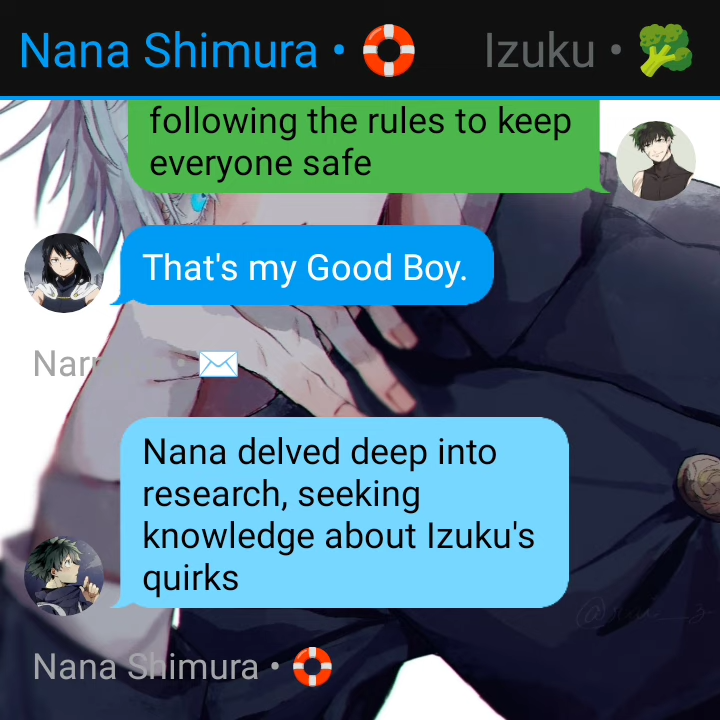 Nana Shimura • 🛟 Izuku • 🥦
following the rules to keep
everyone safe
That's my Good Boy.
✉️
Nana delved deep into
research, seeking
knowledge about Izuku's
quirks
Nana Shimura • 🛟